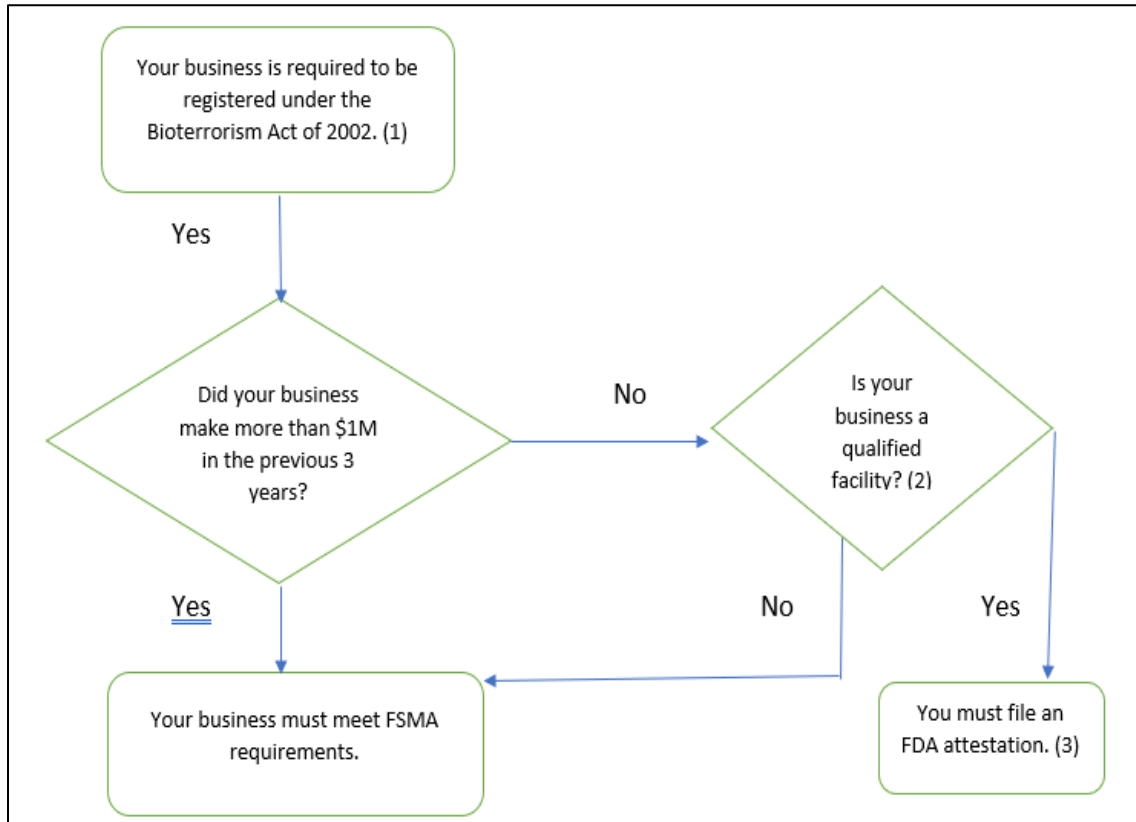 Your business is required to be
registered under the
Bioterrorism Act of 2002. (1)
Yes
Did your business
make more than $1M
in the previous 3
years?
No
Is your
business a
qualified
facility? (2)
Yes
No
Yes
Your business must meet FSMA
requirements.
You must file an
FDA attestation. (3)